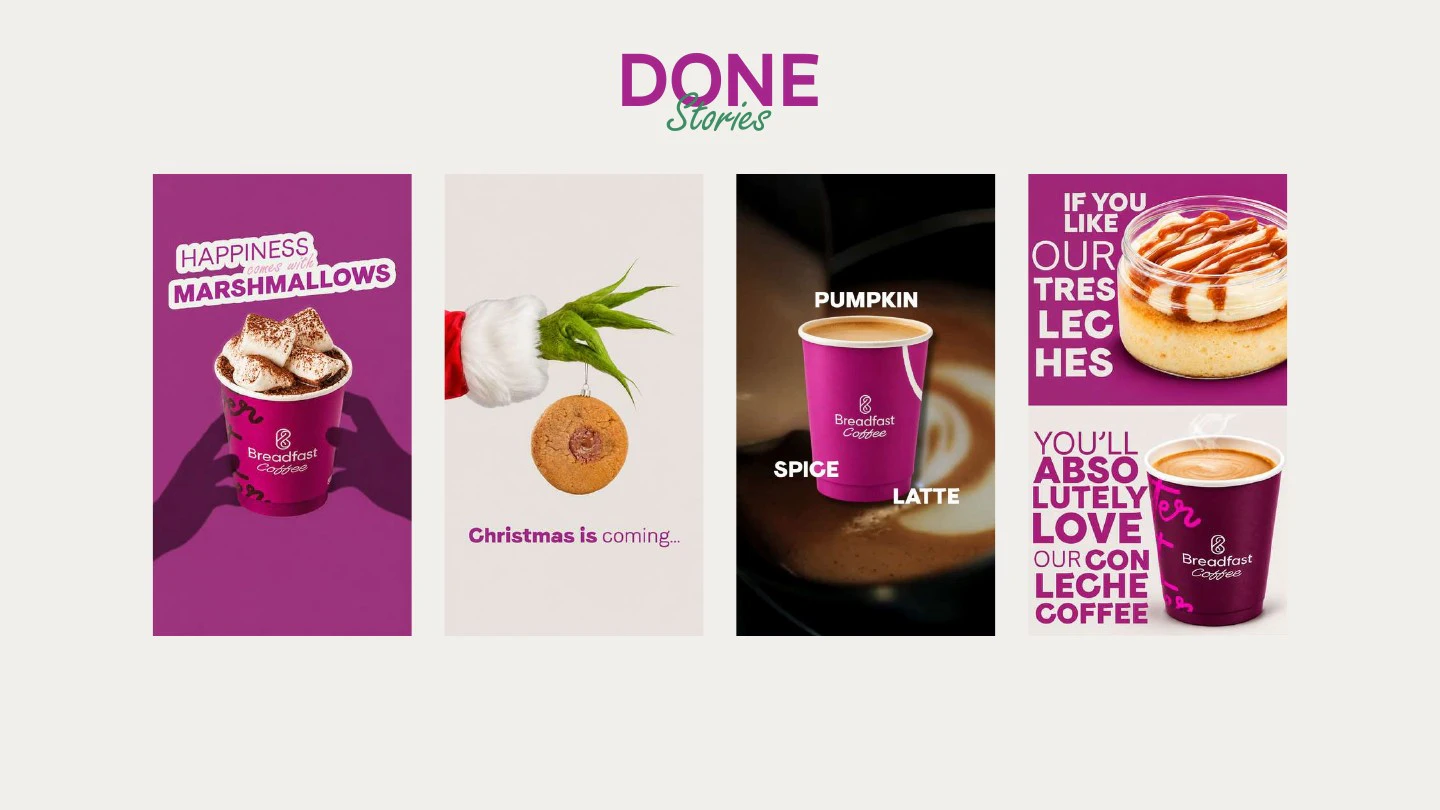 DONE
Stories
HAPPINESS
comes with
MARSHMALLOWS
Breadfast
Coffee
Christmas is coming...
PUMPKIN
Breadfast
Coffee
SPICE
LATTE
IF YOU
LIKE
OUR
TRES
LEC
HES
YOU'LL
ABSO
LUTELY
LOVE
OUR CON
LECHE
COFFEE
Breadfast
Coffee